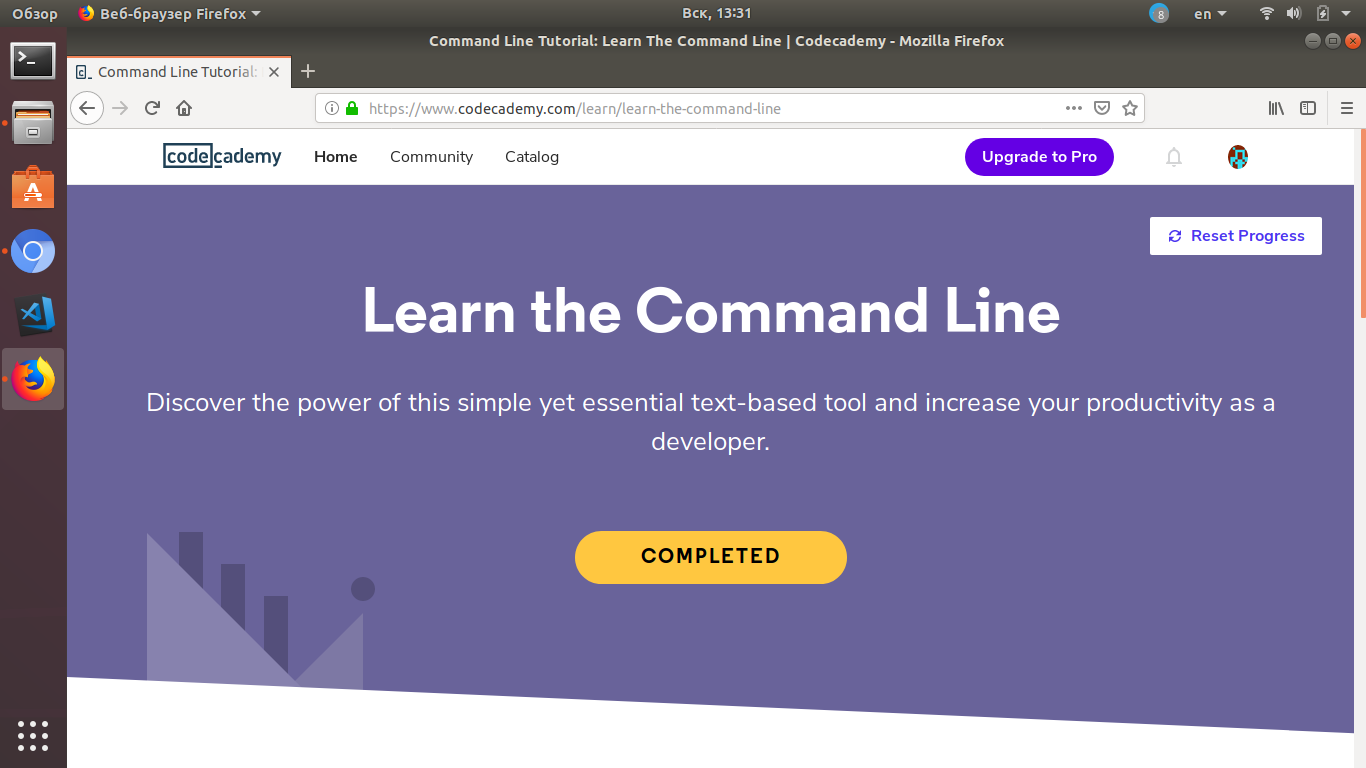 Обзор
Веб-браузер Firefox
Вск, 13:31
8
en
Command Line Tutorial: Learn The Command Line | Codecademy - Mozilla Firefox
Command Line Tutorial:
https://www.codecademy.com/learn/learn-the-command-line
codecademy
Home
Community
Catalog
Upgrade to Pro
Reset Progress
Learn the Command Line
Discover the power of this simple yet essential text-based tool and increase your productivity as a
developer.
COMPLETED